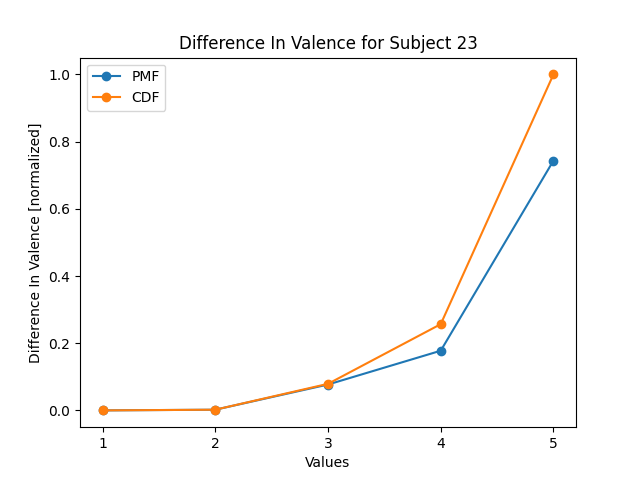 Difference In Valence for Subject 23
PMF
CDF
1.0
0.8
0.6
0.4
0.2
0.0
Difference In Valence [normalized]
1 2 3 4 5
Values